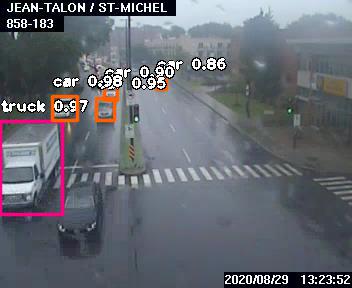 JEAN-TALON / ST-MICHEL
858-183
car 0.86
car 0.90
car 0.98
0.95
truck 0.97
2020/08/29 13:23:52